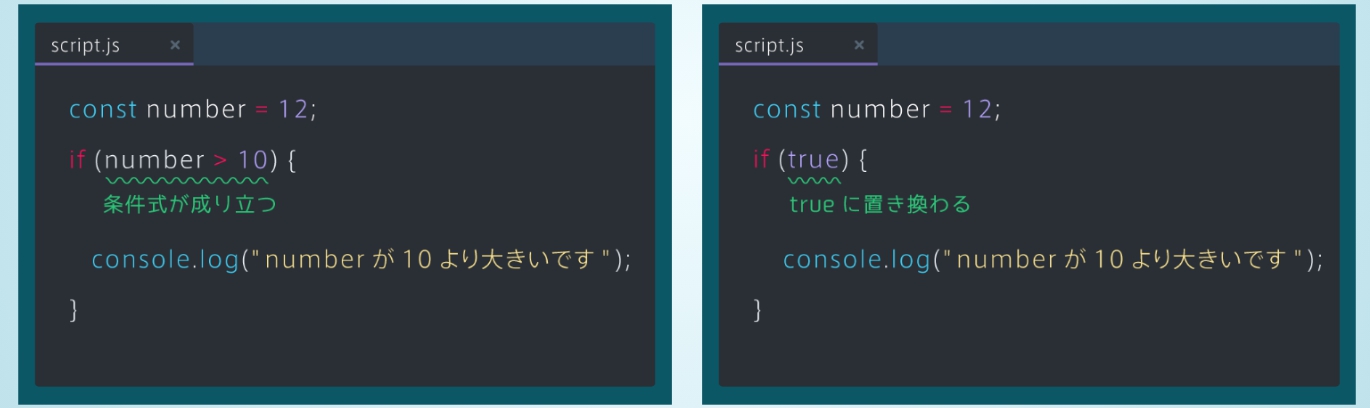 script.js ×
const number = 12;
if (number > 10) {
条件式が成り立つ
console.log("number が 10 より大きいです");
}
script.js ×
const number = 12;
if (true) {
true に置き換わる
console.log("number が 10 より大きいです");
}